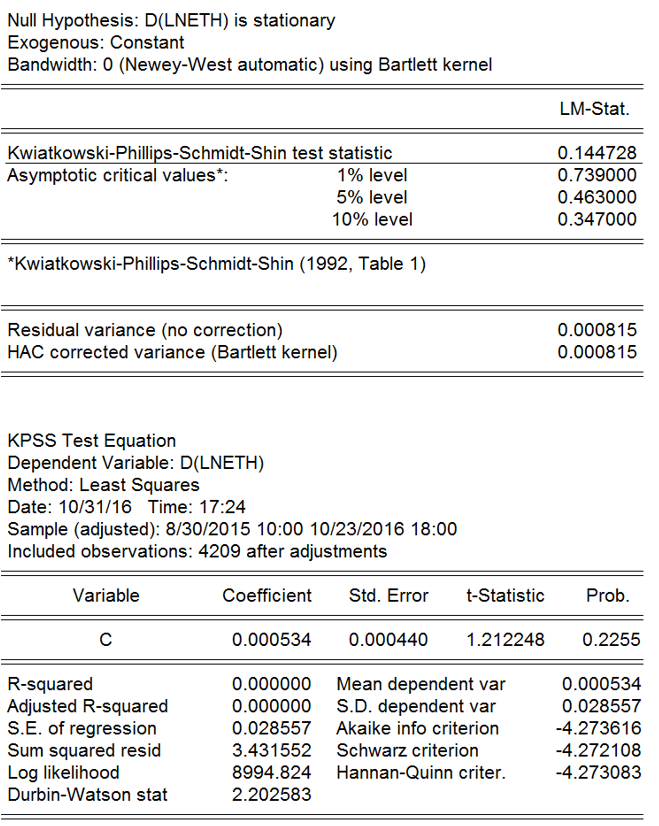 Null Hypothesis: D(LNETH) is stationary
Exogenous: Constant
Bandwidth: 0 (Newey-West automatic) using Bartlett kernel
LM-Stat.
Kwiatkowski-Phillips-Schmidt-Shin test statistic 0.144728
Asymptotic critical values*: 1% level 0.739000
5% level 0.463000
10% level 0.347000
*Kwiatkowski-Phillips-Schmidt-Shin (1992, Table 1)
Residual variance (no correction) 0.000815
HAC corrected variance (Bartlett kernel) 0.000815
KPSS Test Equation
Dependent Variable: D(LNETH)
Method: Least Squares
Date: 10/31/16 Time: 17:24
Sample (adjusted): 8/30/2015 10:00 10/23/2016 18:00
Included observations: 4209 after adjustments
Variable Coefficient Std. Error t-Statistic Prob.
C 0.000534 0.000440 1.212248 0.2255
R-squared 0.000000 Mean dependent var 0.000534
Adjusted R-squared 0.000000 S.D. dependent var 0.028557
S.E. of regression 0.028557 Akaike info criterion -4.273616
Sum squared resid 3.431552 Schwarz criterion -4.272108
Log likelihood 8994.824 Hannan-Quinn criter. -4.273083
Durbin-Watson stat 2.202583